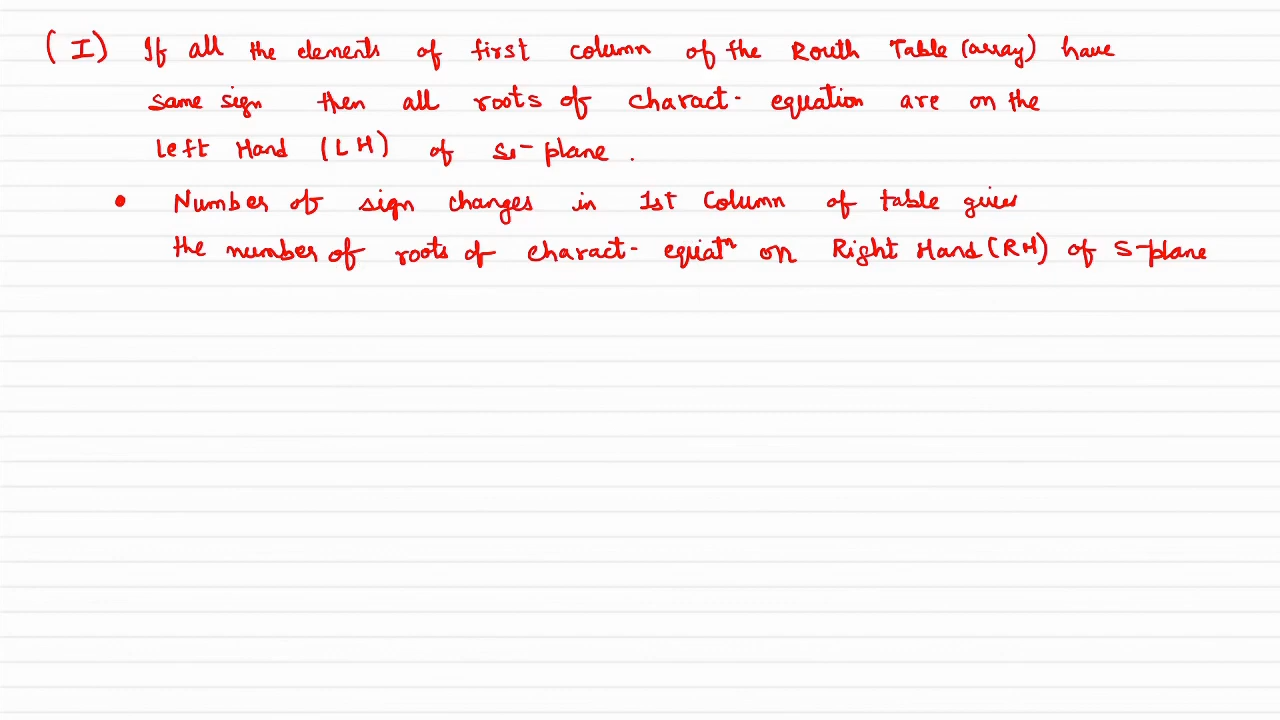 (I) If all the elements of first column of the Routh Table (array) have
same sign then all roots of charact- equation are on the
left Hand (LH) of s-plane.
• Number of sign changes in 1st column of table gives
the number of roots of charact- equiatⁿ on Right Hand (RH) of S-plane